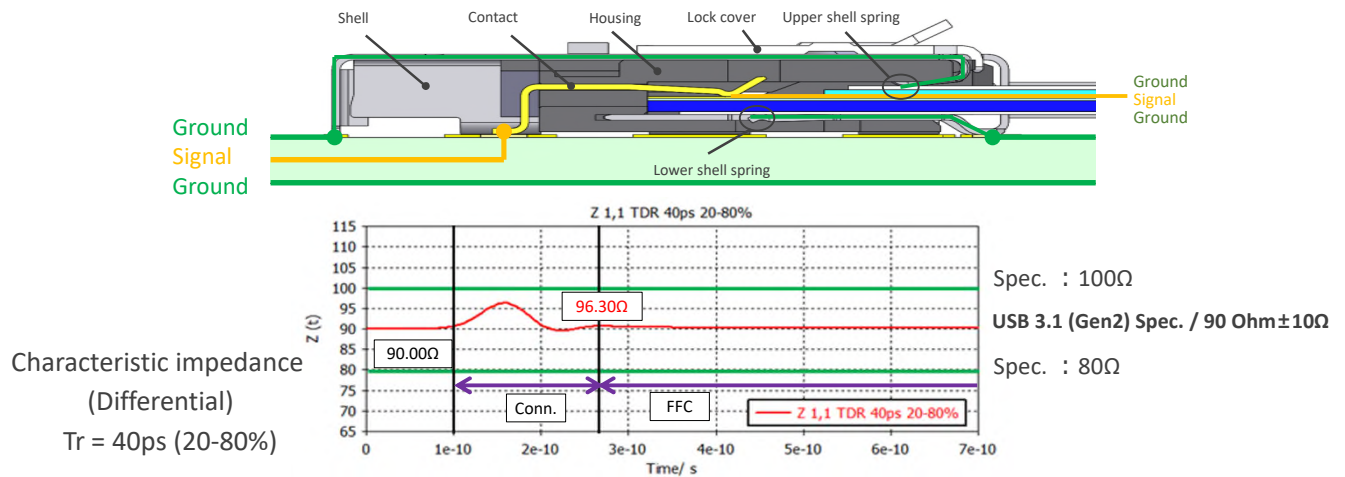 Shell
Contact
Housing
Lock cover
Upper shell spring
Ground
Signal
Ground
Ground
Signal
Ground
Lower shell spring
Z 1,1 TDR 40ps 20-80%
115
110
105
100
95
90
85
80
75
70
65
Z (t)
96.30Ω
90.00Ω
Conn.
FFC
Z 1,1 TDR 40ps 20-80%
0
1e-10
2e-10
3e-10
4e-10
5e-10
6e-10
7e-10
Time/ s
Spec. : 100Ω
USB 3.1 (Gen2) Spec. / 90 Ohm±10Ω
Spec. : 80Ω
Characteristic impedance
(Differential)
Tr = 40ps (20-80%)